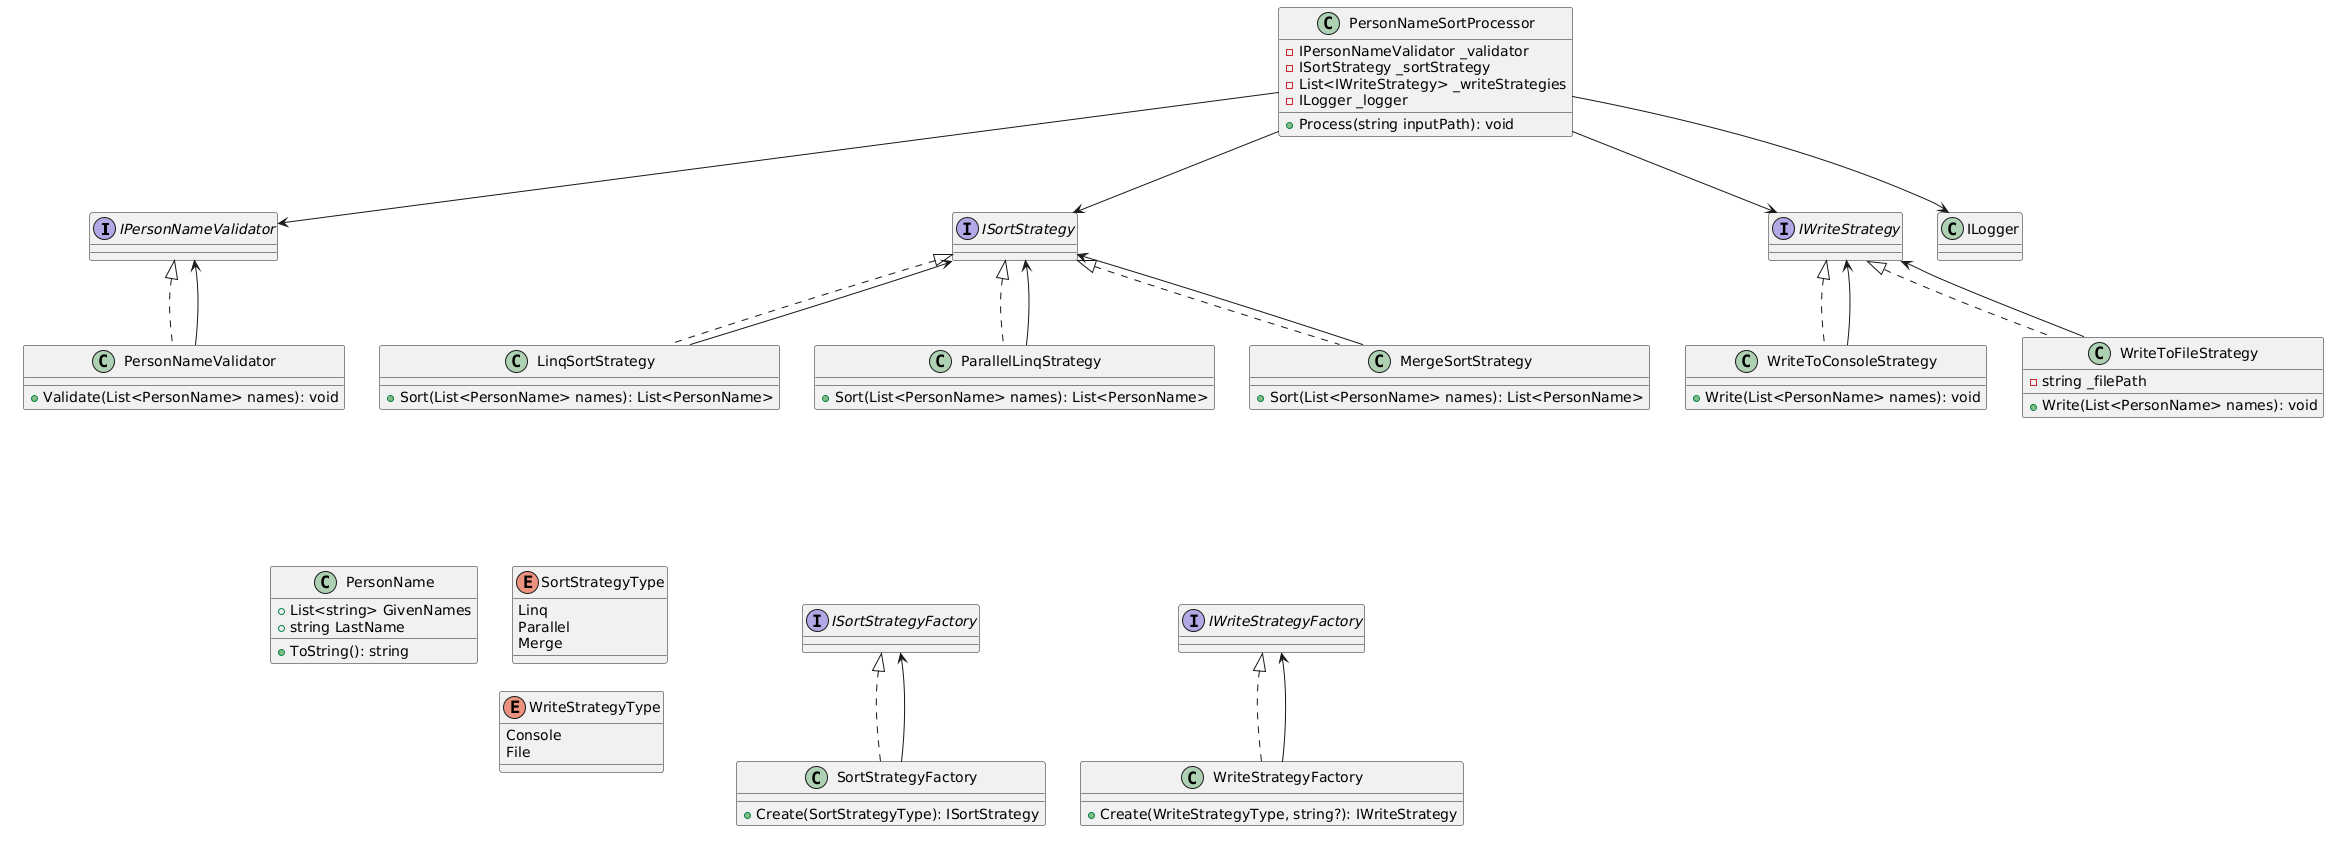 C PersonNameSortProcessor
IPersonNameValidator _validator
ISortStrategy _sortStrategy
List<IWriteStrategy> _writeStrategies
ILogger _logger
Process(string inputPath): void
I IPersonNameValidator
I ISortStrategy
I IWriteStrategy
C ILogger
C PersonNameValidator
Validate(List<PersonName> names): void
C LinqSortStrategy
Sort(List<PersonName> names): List<PersonName>
C ParallelLinqStrategy
Sort(List<PersonName> names): List<PersonName>
C MergeSortStrategy
Sort(List<PersonName> names): List<PersonName>
C WriteToConsoleStrategy
Write(List<PersonName> names): void
C WriteToFileStrategy
string _filePath
Write(List<PersonName> names): void
C PersonName
List<string> GivenNames
string LastName
ToString(): string
E SortStrategyType
Linq
Parallel
Merge
I ISortStrategyFactory
I IWriteStrategyFactory
E WriteStrategyType
Console
File
C SortStrategyFactory
Create(SortStrategyType): ISortStrategy
C WriteStrategyFactory
Create(WriteStrategyType, string?): IWriteStrategy